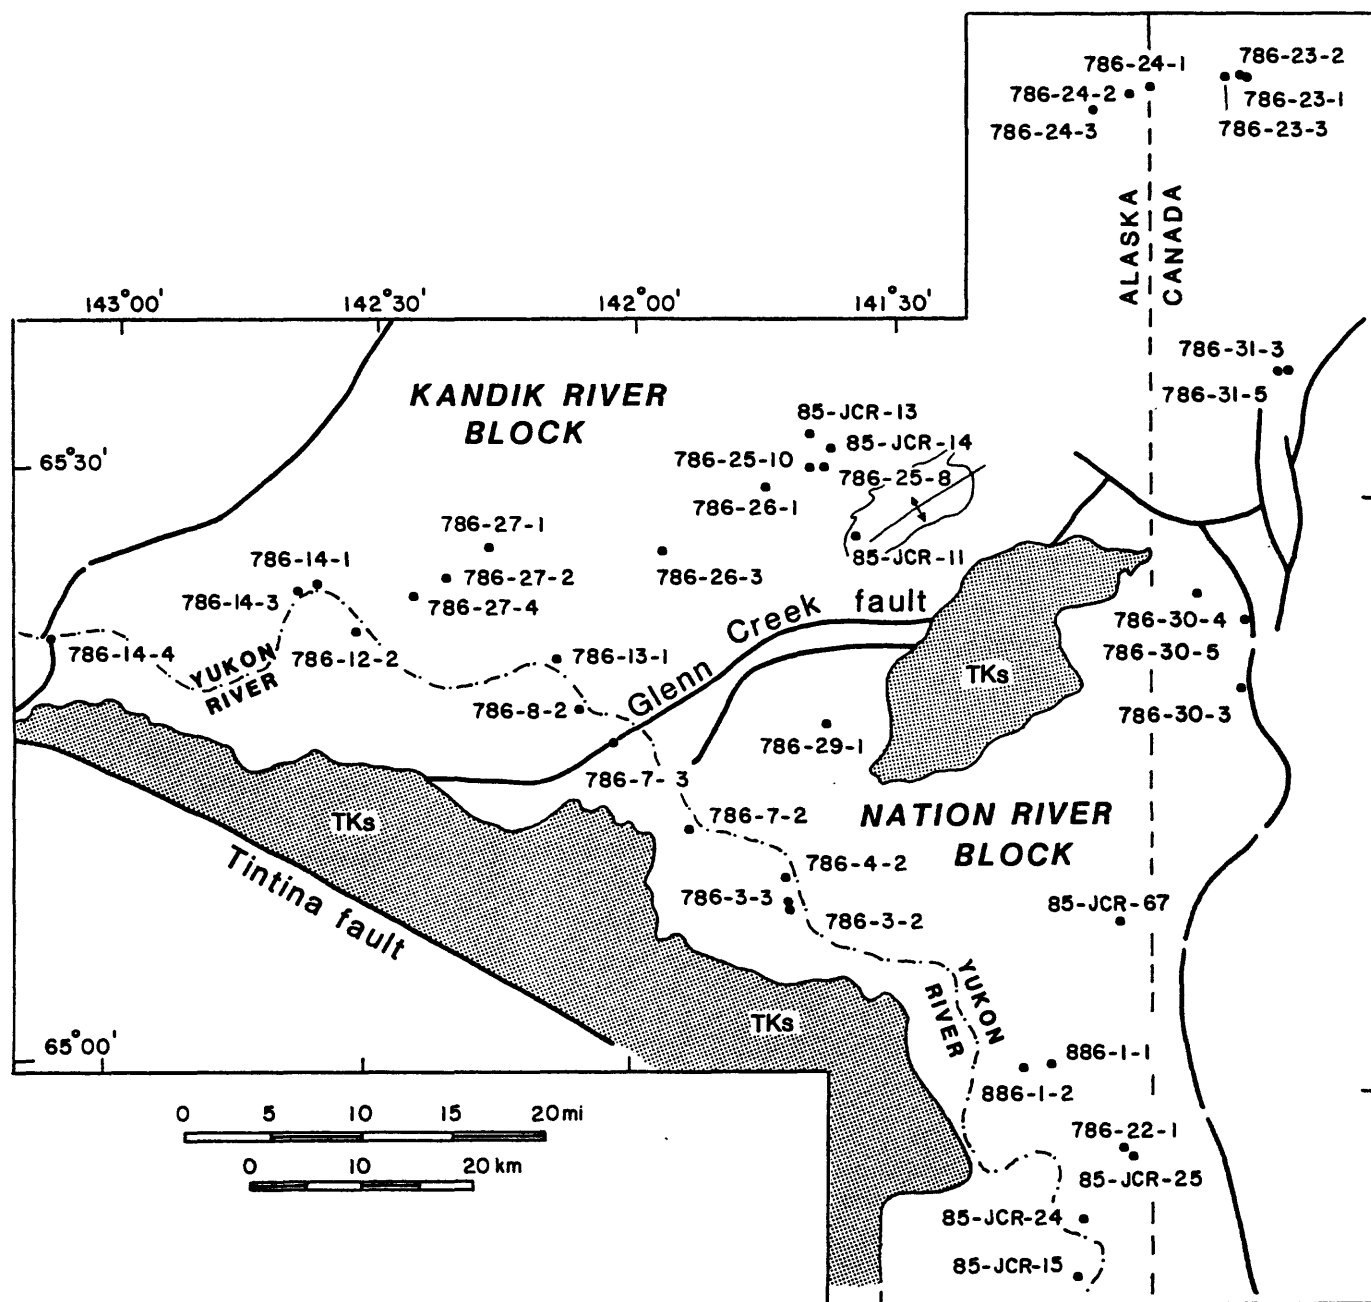 786-24-1
786-23-2
786-24-2
786-23-1
786-24-3
786-23-3
ALASKA
CANADA
143°00'
142°30'
142°00'
141°30'
786-31-3
786-31-5
KANDIK RIVER
BLOCK
85-JCR-13
85-JCR-14
65°30'
786-25-10
786-25-8
786-26-1
786-27-1
786-14-1
85-JCR-11
786-27-2
786-26-3
786-14-3
786-27-4
Glenn Creek fault
786-30-4
786-14-4
YUKON
RIVER
786-12-2
786-13-1
786-30-5
TKs
786-8-2
786-30-3
786-29-1
786-7-3
NATION RIVER
BLOCK
TKs
786-7-2
Tintina fault
786-4-2
786-3-3
786-3-2
85-JCR-67
YUKON
RIVER
TKs
65°00'
886-1-1
886-1-2
0 5 10 15 20mi
0 10 20 km
786-22-1
85-JCR-25
85-JCR-24
85-JCR-15